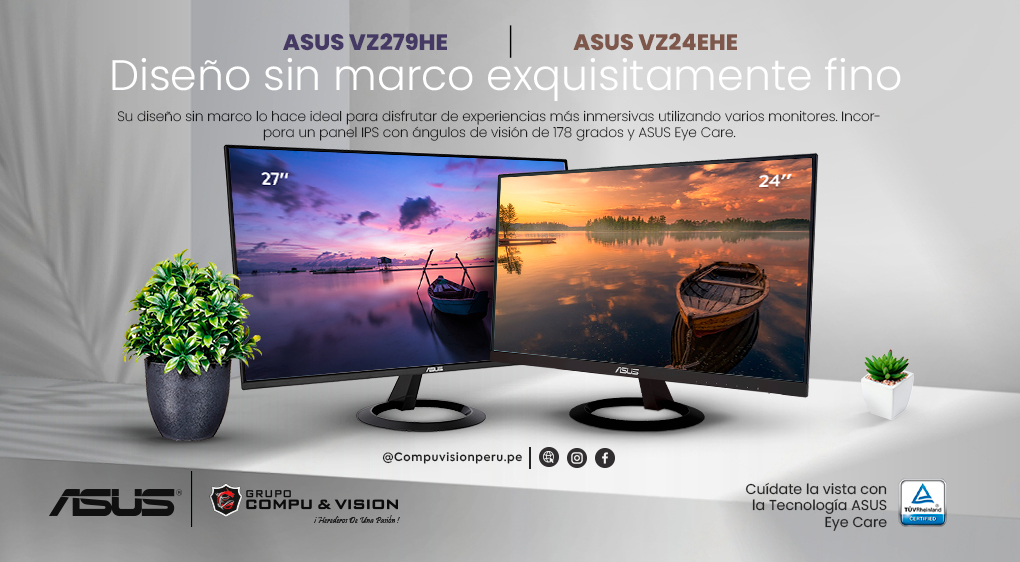 ASUS VZ279HE | ASUS VZ24EHE
Diseño sin marco exquisitamente fino
Su diseño sin marco lo hace ideal para disfrutar de experiencias más inmersivas utilizando varios monitores. Incor-
pora un panel IPS con ángulos de visión de 178 grados y ASUS Eye Care.
27"
24"
ASUS
ASUS
@Compuvisionperu.pe
ASUS®
GRUPO
COMPU & VISION
¡Herederos De Una Pasión!
Cuídate la vista con
la Tecnología ASUS
Eye Care
TÜVRheinland
CERTIFIED